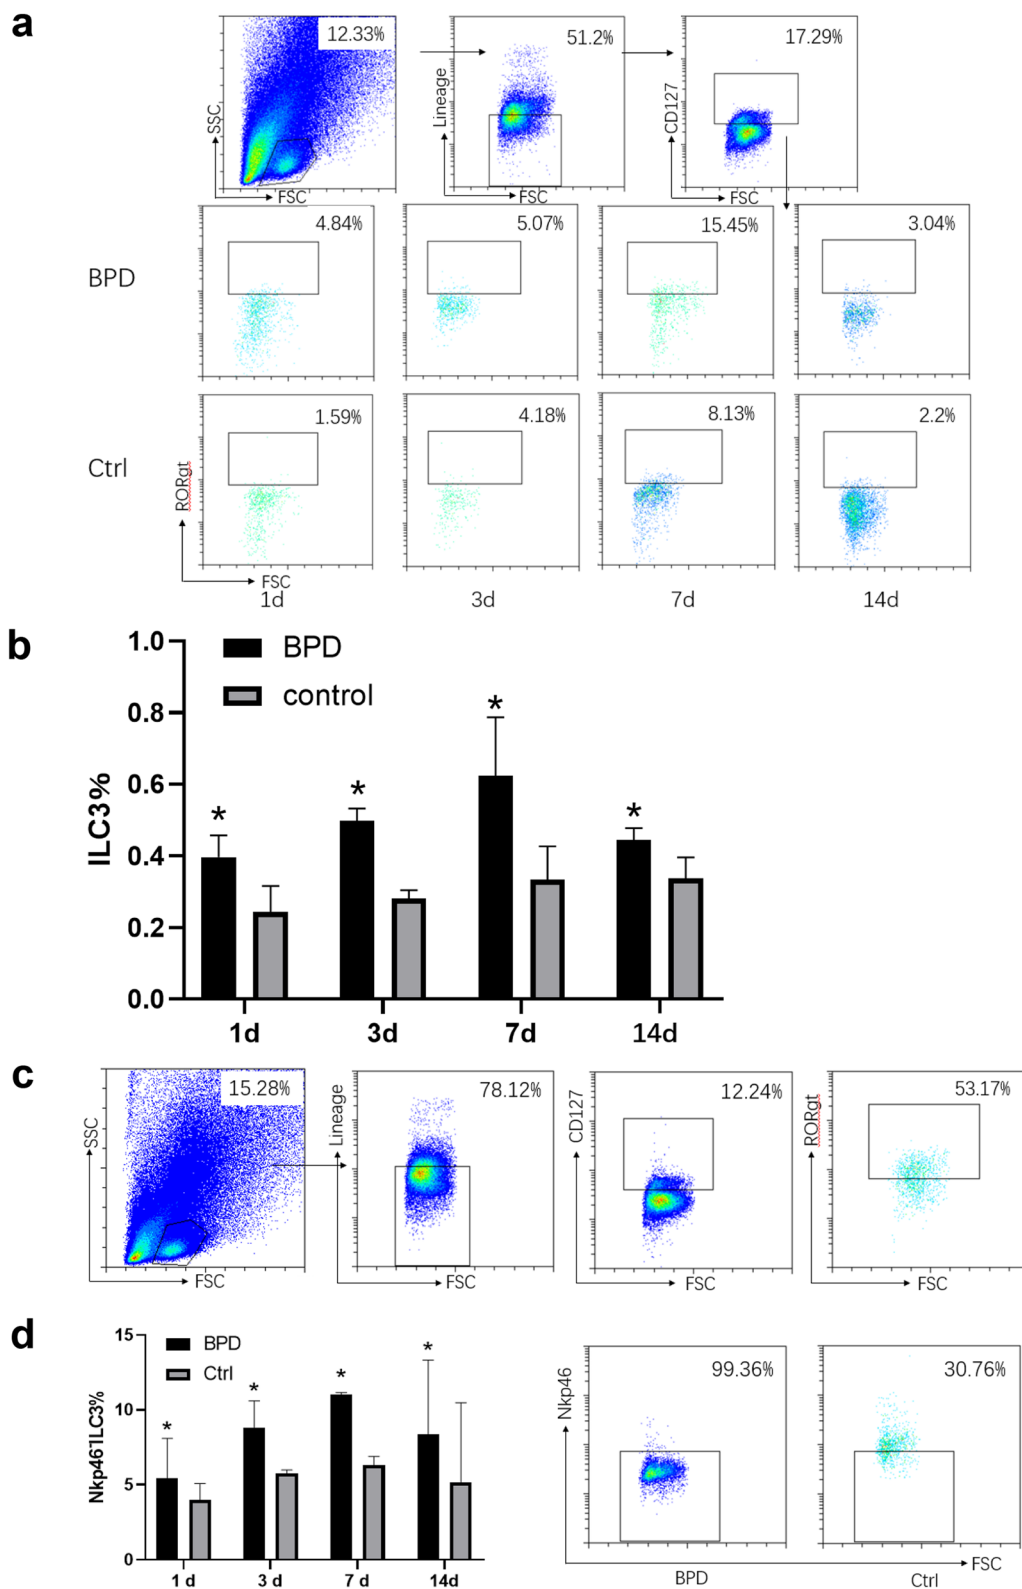 a
12.33%
51.2%
17.29%
SSC
Lineage
CD127
FSC
FSC
FSC
BPD
4.84%
5.07%
15.45%
3.04%
Ctrl
1.59%
4.18%
8.13%
2.2%
RORgt
FSC
1d
3d
7d
14d
b
BPD
control
ILC3%
1.0
0.8
0.6
0.4
0.2
0.0
* * * *
1d
3d
7d
14d
c
15.28%
78.12%
12.24%
53.17%
SSC
Lineage
CD127
RORgt
FSC
FSC
FSC
FSC
d
BPD
Ctrl
Nkp46-ILC3%
15
10
5
0
* * * *
1 d
3 d
7 d
14d
Nkp46
99.36%
30.76%
FSC
BPD
Ctrl